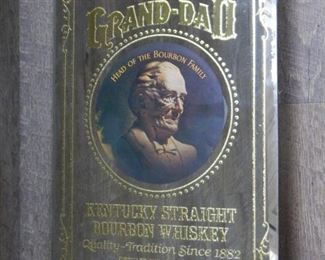 GRAND-DAD
HEAD OF THE BOURBON FAMILY
KENTUCKY STRAIGHT
BOURBON WHISKEY
Quality-Tradition Since 1882